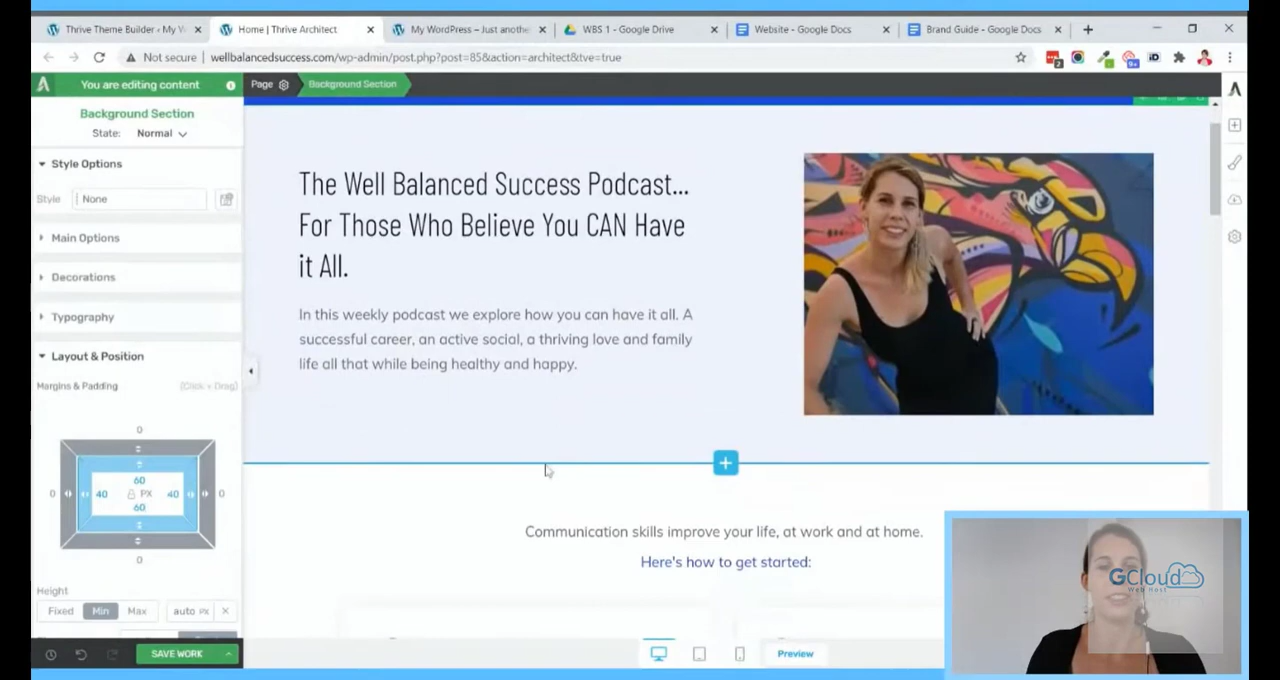 Thrive Theme Builder ‹ My W
Home | Thrive Architect
My WordPress – Just anothe
WBS 1 - Google Drive
Website - Google Docs
Brand Guide - Google Docs
Not secure | wellbalancedsuccess.com/wp-admin/post.php?post=85&action=architect&tve=true
2
9+
iD
You are editing content
Page
Background Section
Background Section
State: Normal
Style Options
Style None
Main Options
Decorations
Typography
Layout & Position
Margins & Padding (Click + Drag)
0
60
0 40 PX 40 0
60
0
Height
Fixed Min Max auto PX
SAVE WORK
The Well Balanced Success Podcast...
For Those Who Believe You CAN Have
it All.
In this weekly podcast we explore how you can have it all. A
successful career, an active social, a thriving love and family
life all that while being healthy and happy.
Communication skills improve your life, at work and at home.
Here's how to get started:
Preview
GCloud
Web Host